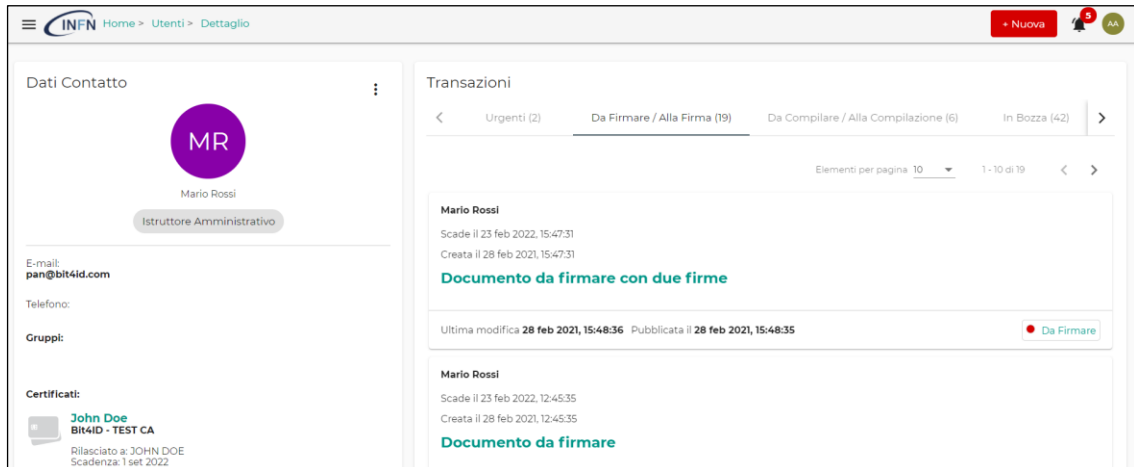 INFN Home > Utenti > Dettaglio
+ Nuova
5
AA
Dati Contatto
MR
Mario Rossi
Istruttore Amministrativo
E-mail:
pan@bit4id.com
Telefono:
Gruppi:
Certificati:
John Doe
Bit4ID - TEST CA
Rilasciato a: JOHN DOE
Scadenza: 1 set 2022
Transazioni
Urgenti (2) Da Firmare / Alla Firma (19) Da Compilare / Alla Compilazione (6) In Bozza (42)
Elementi per pagina 10 1 - 10 di 19
Mario Rossi
Scade il 23 feb 2022, 15:47:31
Creata il 28 feb 2021, 15:47:31
Documento da firmare con due firme
Ultima modifica 28 feb 2021, 15:48:36 Pubblicata il 28 feb 2021, 15:48:35
Da Firmare
Mario Rossi
Scade il 23 feb 2022, 12:45:35
Creata il 28 feb 2021, 12:45:35
Documento da firmare